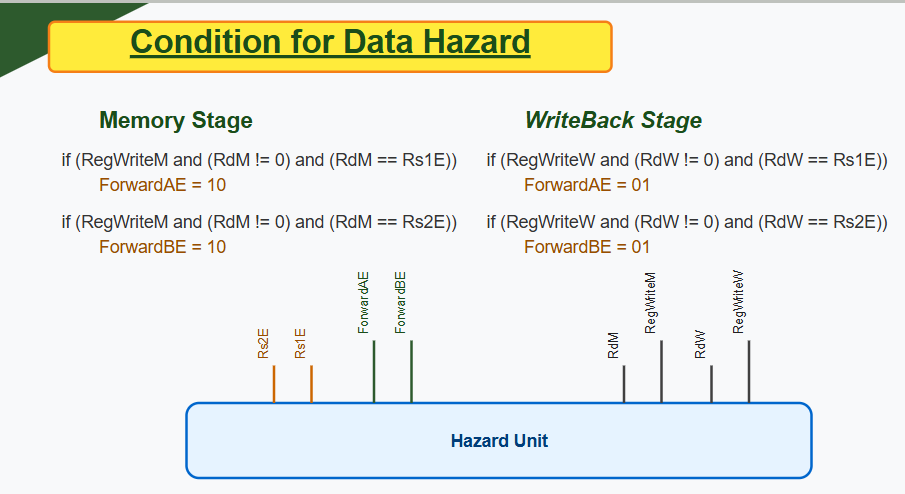 Condition for Data Hazard
Memory Stage
if (RegWriteM and (RdM != 0) and (RdM == Rs1E))
ForwardAE = 10
if (RegWriteM and (RdM != 0) and (RdM == Rs2E))
ForwardBE = 10
WriteBack Stage
if (RegWriteW and (RdW != 0) and (RdW == Rs1E))
ForwardAE = 01
if (RegWriteW and (RdW != 0) and (RdW == Rs2E))
ForwardBE = 01
Rs2E
Rs1E
ForwardAE
ForwardBE
RdM
RegWriteM
RdW
RegWriteW
Hazard Unit